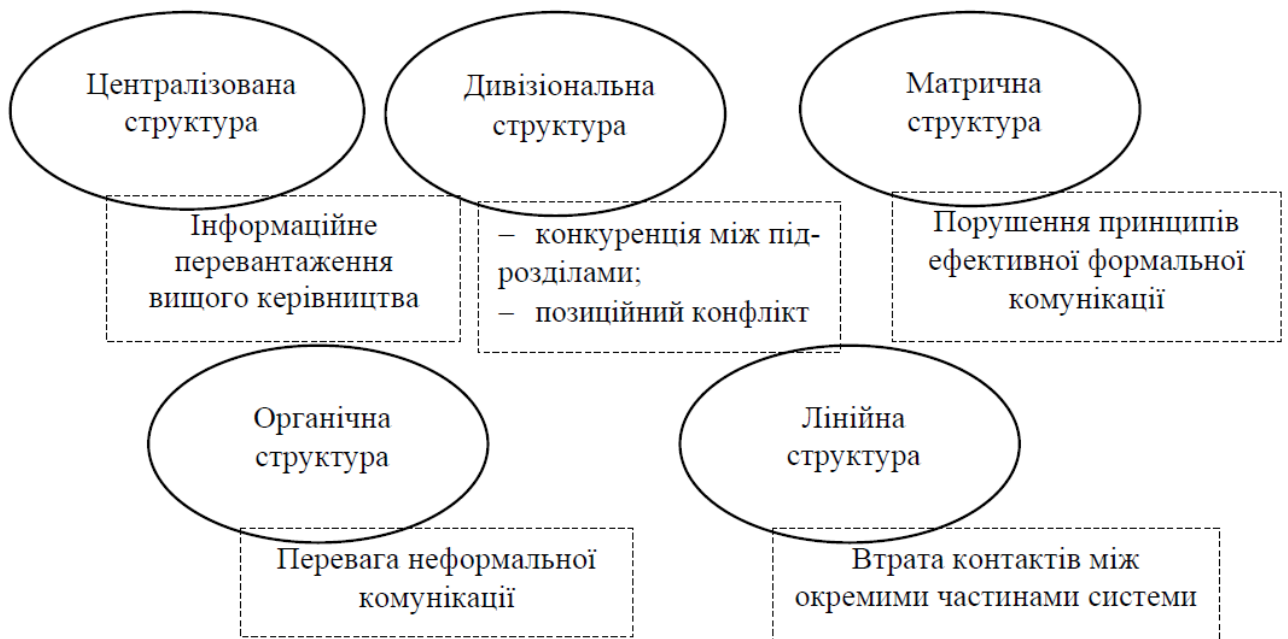 Централізована
структура
Інформаційне
перевантаження
вищого керівництва
Дивізіональна
структура
– конкуренція між під-
розділами;
– позиційний конфлікт
Матрична
структура
Порушення принципів
ефективної формальної
комунікації
Органічна
структура
Перевага неформальної
комунікації
Лінійна
структура
Втрата контактів між
окремими частинами системи